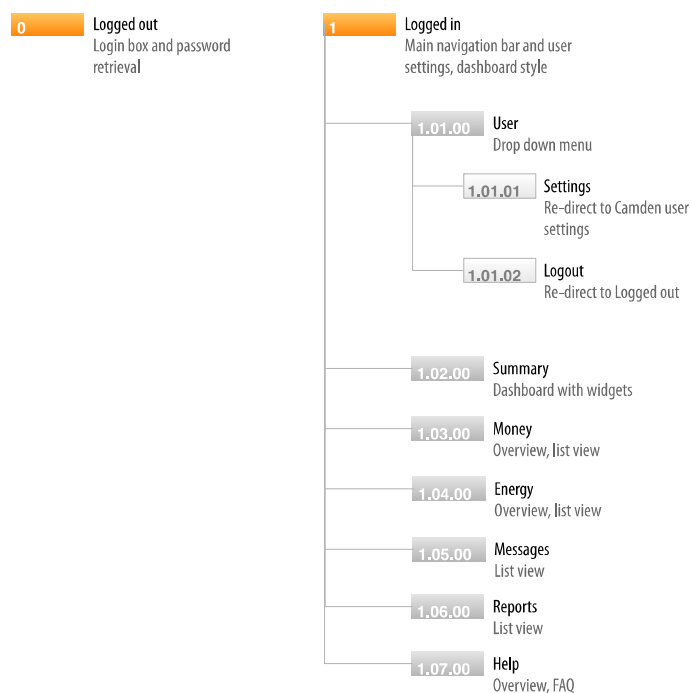 0
Logged out
Login box and password
retrieval
1
Logged in
Main navigation bar and user
settings, dashboard style
1.01.00
User
Drop down menu
1.01.01
Settings
Re-direct to Camden user
settings
1.01.02
Logout
Re-direct to Logged out
1.02.00
Summary
Dashboard with widgets
1.03.00
Money
Overview, list view
1.04.00
Energy
Overview, list view
1.05.00
Messages
List view
1.06.00
Reports
List view
1.07.00
Help
Overview, FAQ